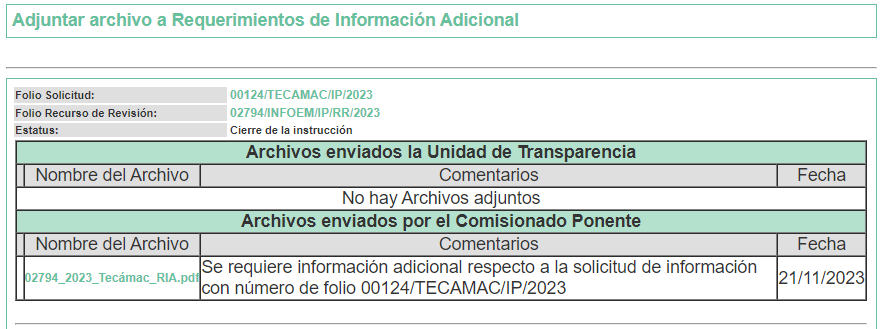 Adjuntar archivo a Requerimientos de Información Adicional
Folio Solicitud: 00124/TECAMAC/IP/2023
Folio Recurso de Revisión: 02794/INFOEM/IP/RR/2023
Estatus: Cierre de la instrucción
Archivos enviados la Unidad de Transparencia
Nombre del Archivo Comentarios Fecha
No hay Archivos adjuntos
Archivos enviados por el Comisionado Ponente
Nombre del Archivo Comentarios Fecha
02794_2023_Tecámac_RIA.pdf Se requiere información adicional respecto a la solicitud de información 21/11/2023
con número de folio 00124/TECAMAC/IP/2023